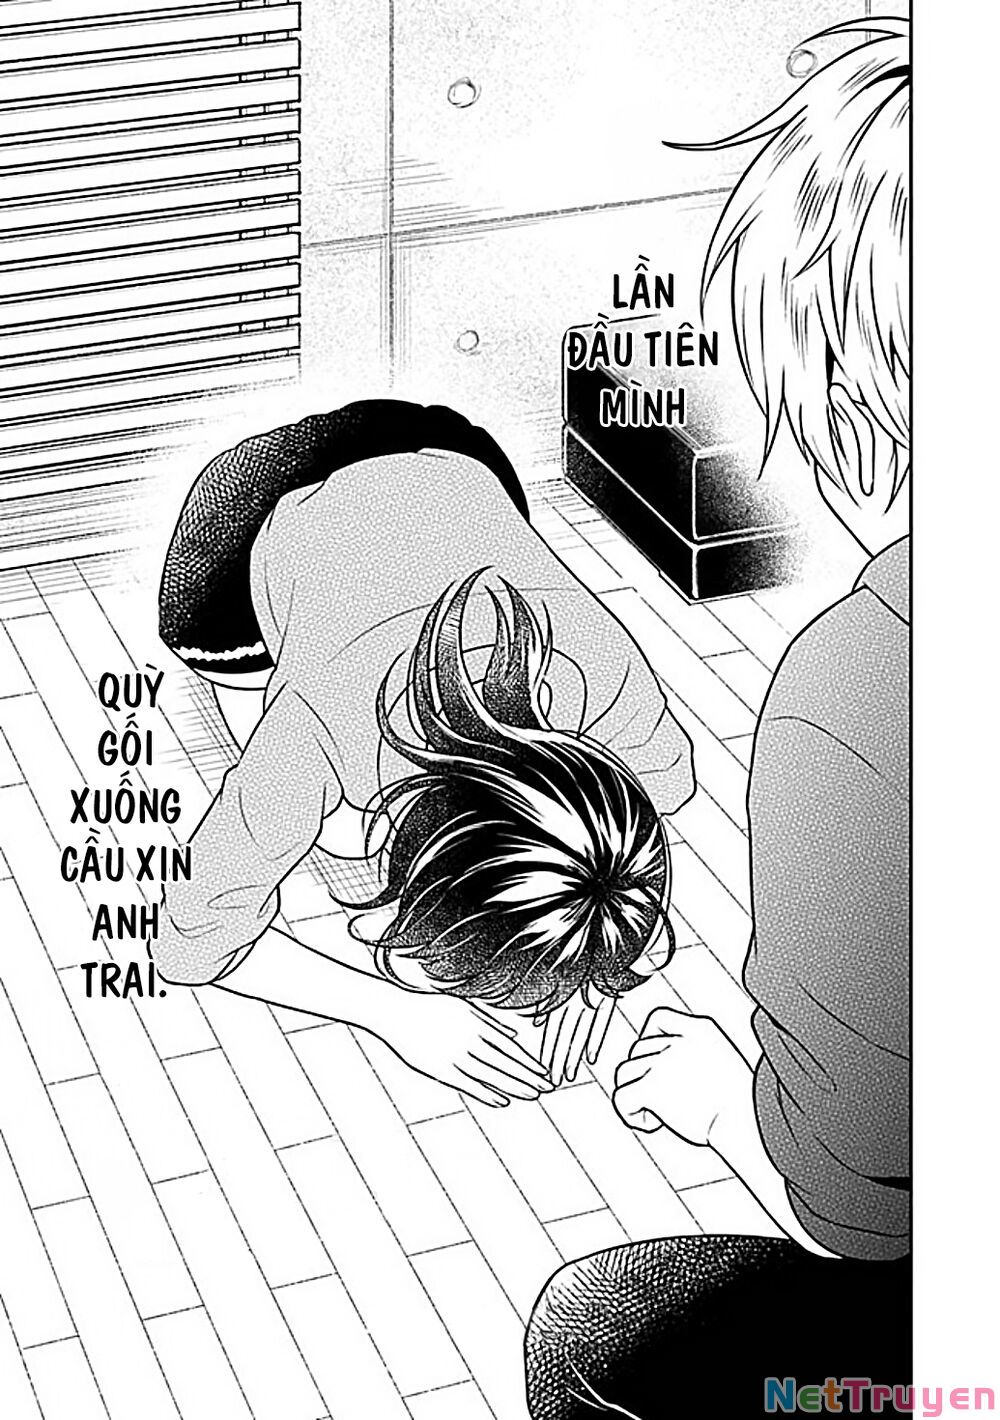 LẦN
ĐẦU TIÊN
MÌNH
QUỲ
GỐI
XUỐNG
CẦU XIN
ANH
TRAI.
NetTruyen